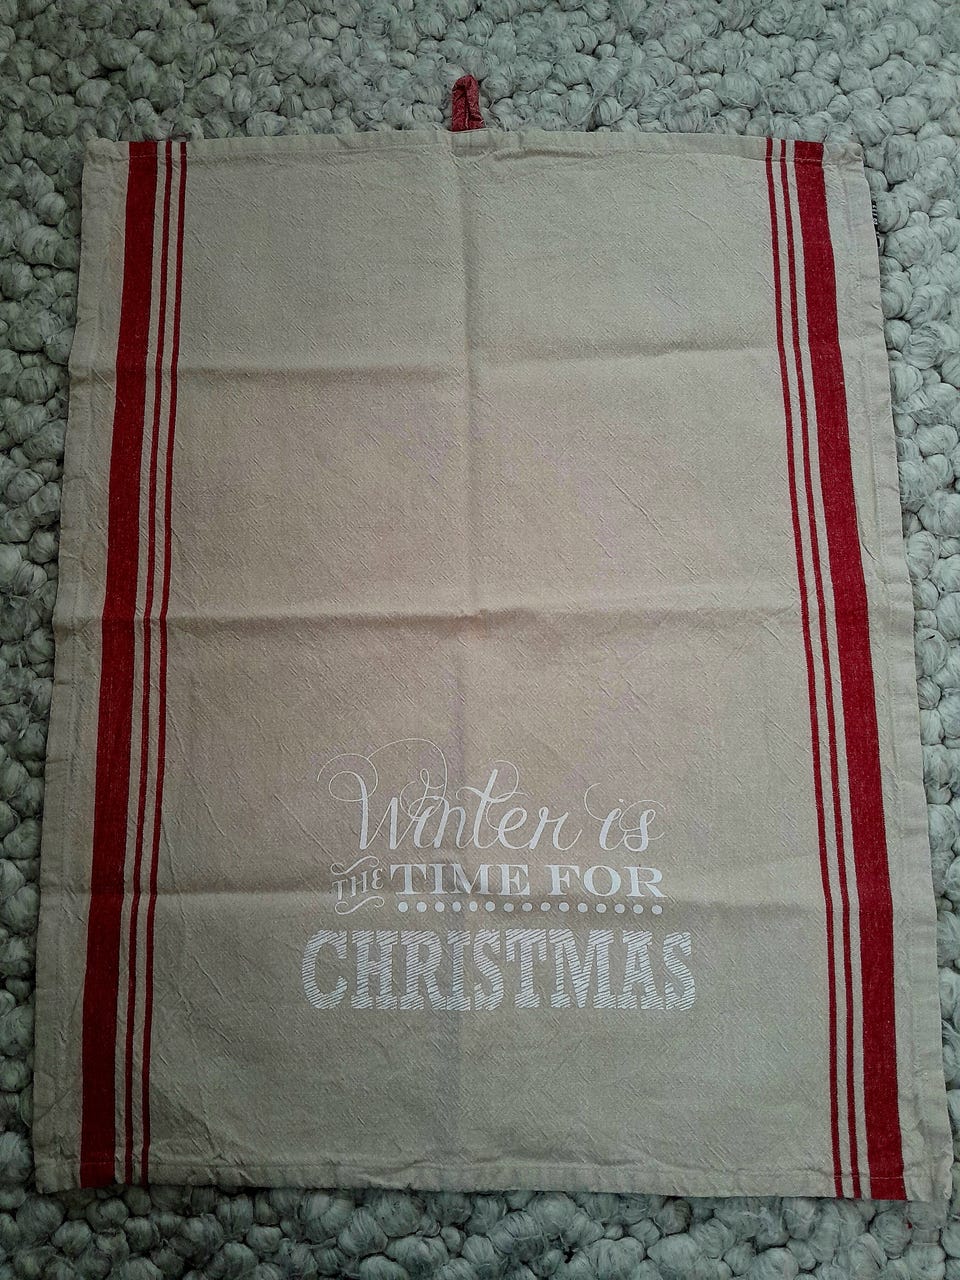 Winter is
THE TIME FOR
CHRISTMAS